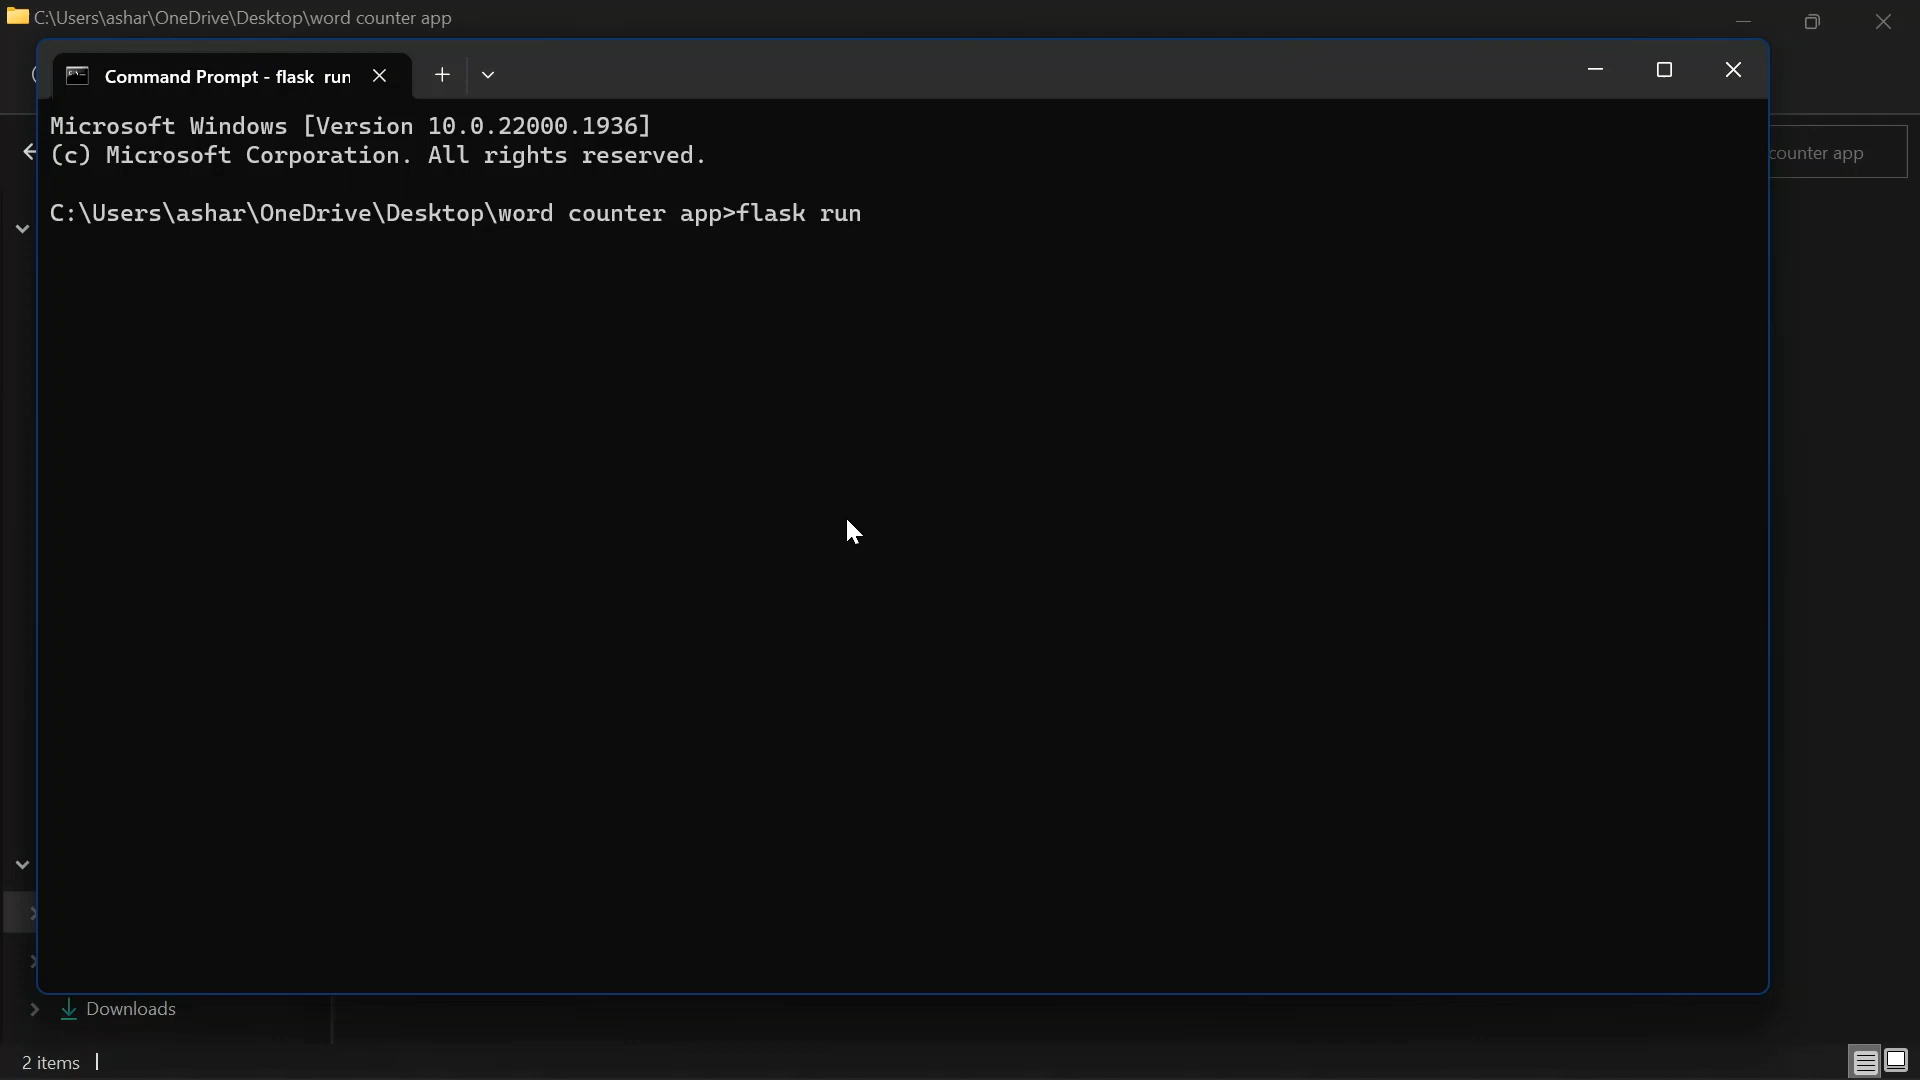 C:\Users\ashar\OneDrive\Desktop\word counter app
Command Prompt - flask run
Microsoft Windows [Version 10.0.22000.1936]
(c) Microsoft Corporation. All rights reserved.
counter app
C:\Users\ashar\OneDrive\Desktop\word counter app>flask run
Downloads
2 items